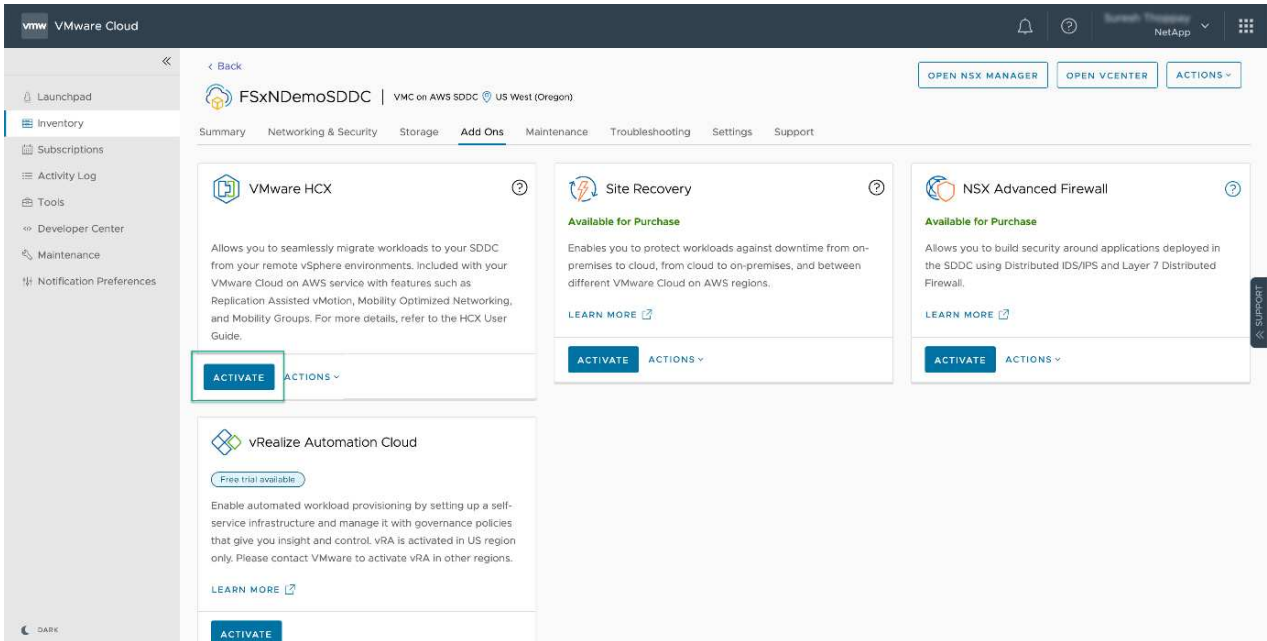 vmw VMware Cloud
NetApp
Launchpad
Inventory
Subscriptions
Activity Log
Tools
Developer Center
Maintenance
Notification Preferences
DARK
Back
FSxNDemoSDDC | VMC on AWS SDDC US West (Oregon)
OPEN NSX MANAGER
OPEN VCENTER
ACTIONS
Summary Networking & Security Storage Add Ons Maintenance Troubleshooting Settings Support
VMware HCX
Allows you to seamlessly migrate workloads to your SDDC
from your remote vSphere environments. Included with your
VMware Cloud on AWS service with features such as
Replication Assisted vMotion, Mobility Optimized Networking,
and Mobility Groups. For more details, refer to the HCX User
Guide.
ACTIVATE ACTIONS
Site Recovery
Available for Purchase
Enables you to protect workloads against downtime from on-
premises to cloud, from cloud to on-premises, and between
different VMware Cloud on AWS regions.
LEARN MORE
ACTIVATE ACTIONS
NSX Advanced Firewall
Available for Purchase
Allows you to build security around applications deployed in
the SDDC using Distributed IDS/IPS and Layer 7 Distributed
Firewall.
LEARN MORE
ACTIVATE ACTIONS
SUPPORT
vRealize Automation Cloud
Free trial available
Enable automated workload provisioning by setting up a self-
service infrastructure and manage it with governance policies
that give you insight and control. vRA is activated in US region
only. Please contact VMware to activate vRA in other regions.
LEARN MORE
ACTIVATE